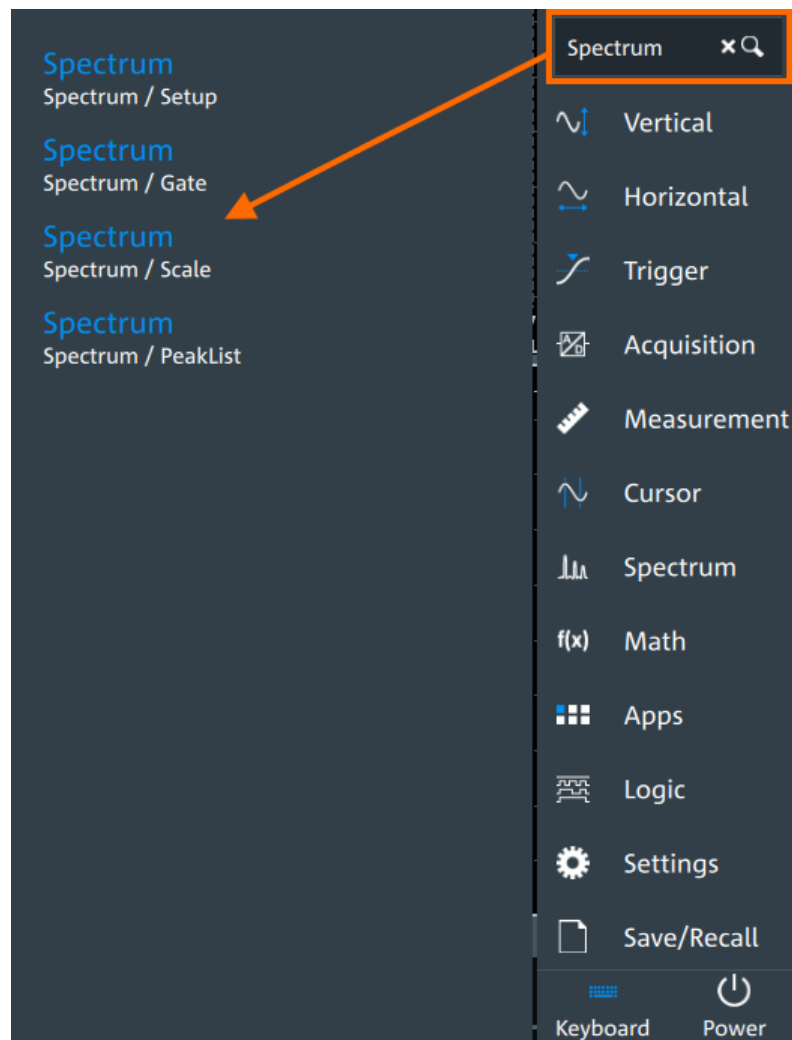 Spectrum
Spectrum / Setup
Spectrum
Spectrum / Gate
Spectrum
Spectrum / Scale
Spectrum
Spectrum / PeakList
Spectrum
Vertical
Horizontal
Trigger
Acquisition
Measurement
Cursor
Spectrum
f(x) Math
Apps
Logic
Settings
Save/Recall
Keyboard Power